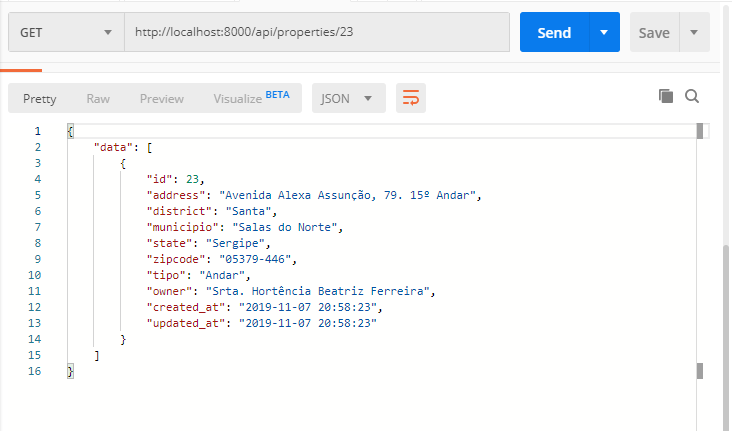 GET http://localhost:8000/api/properties/23 Send Save
Pretty Raw Preview Visualize BETA JSON
1 {
2 "data": [
3 {
4 "id": 23,
5 "address": "Avenida Alexa Assunção, 79. 15º Andar",
6 "district": "Santa",
7 "municipio": "Salas do Norte",
8 "state": "Sergipe",
9 "zipcode": "05379-446",
10 "tipo": "Andar",
11 "owner": "Srta. Hortência Beatriz Ferreira",
12 "created_at": "2019-11-07 20:58:23",
13 "updated_at": "2019-11-07 20:58:23"
14 }
15 ]
16 }